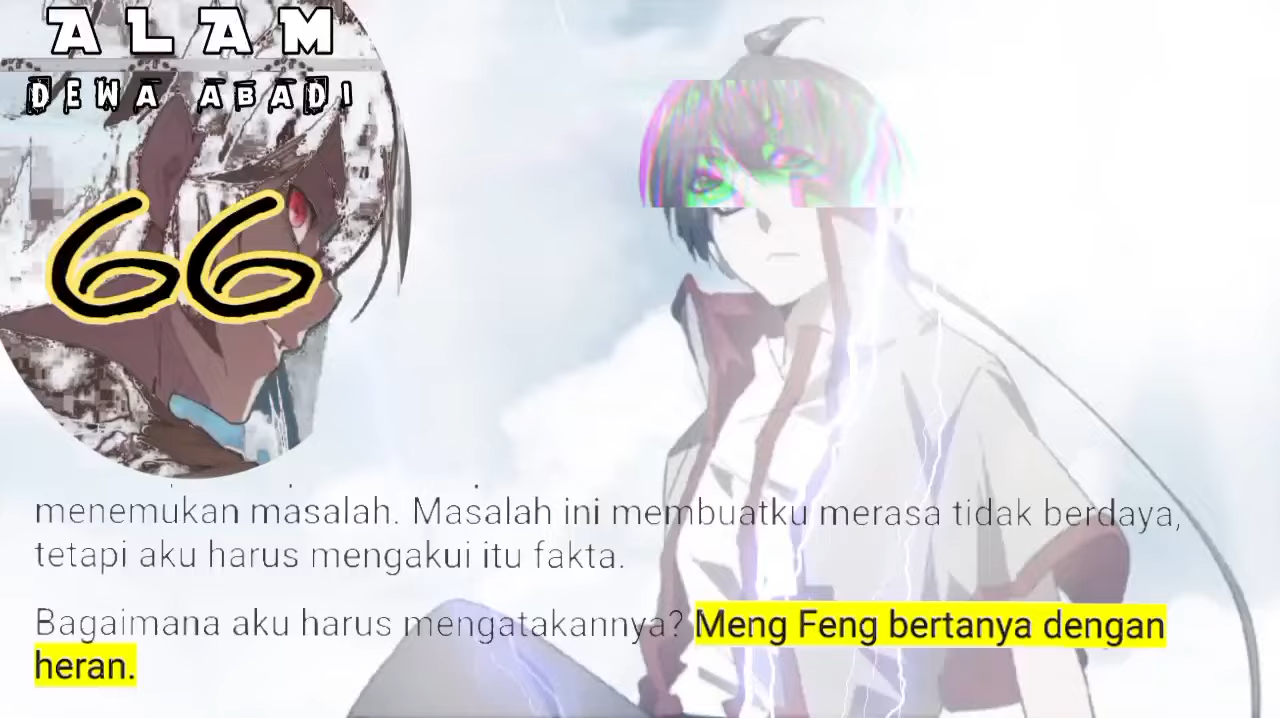 ALAM
DEWA ABADI
66
menemukan masalah. Masalah ini membuatku merasa tidak berdaya,
tetapi aku harus mengakui itu fakta.
Bagaimana aku harus mengatakannya? Meng Feng bertanya dengan
heran.